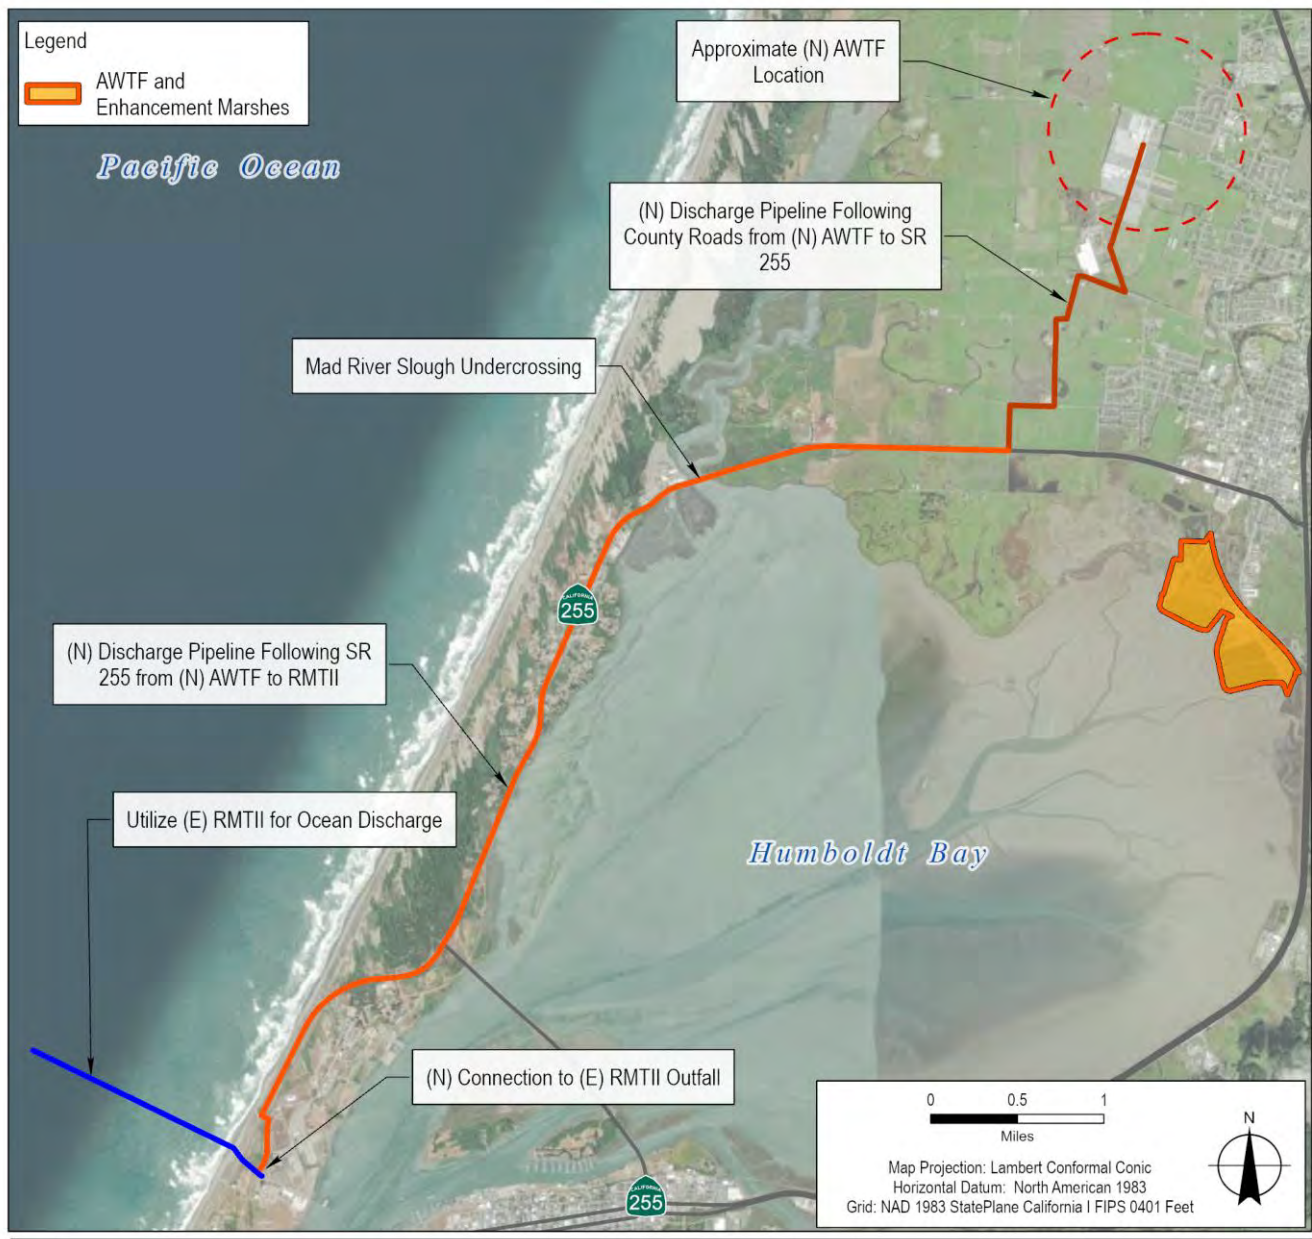 Legend
AWTF and
Enhancement Marshes
Pacific Ocean
Approximate (N) AWTF
Location
(N) Discharge Pipeline Following
County Roads from (N) AWTF to SR
255
Mad River Slough Undercrossing
CALIFORNIA
255
(N) Discharge Pipeline Following SR
255 from (N) AWTF to RMTII
Utilize (E) RMTII for Ocean Discharge
Humboldt Bay
(N) Connection to (E) RMTII Outfall
CALIFORNIA
255
0 0.5 1
Miles
N
Map Projection: Lambert Conformal Conic
Horizontal Datum: North American 1983
Grid: NAD 1983 StatePlane California I FIPS 0401 Feet